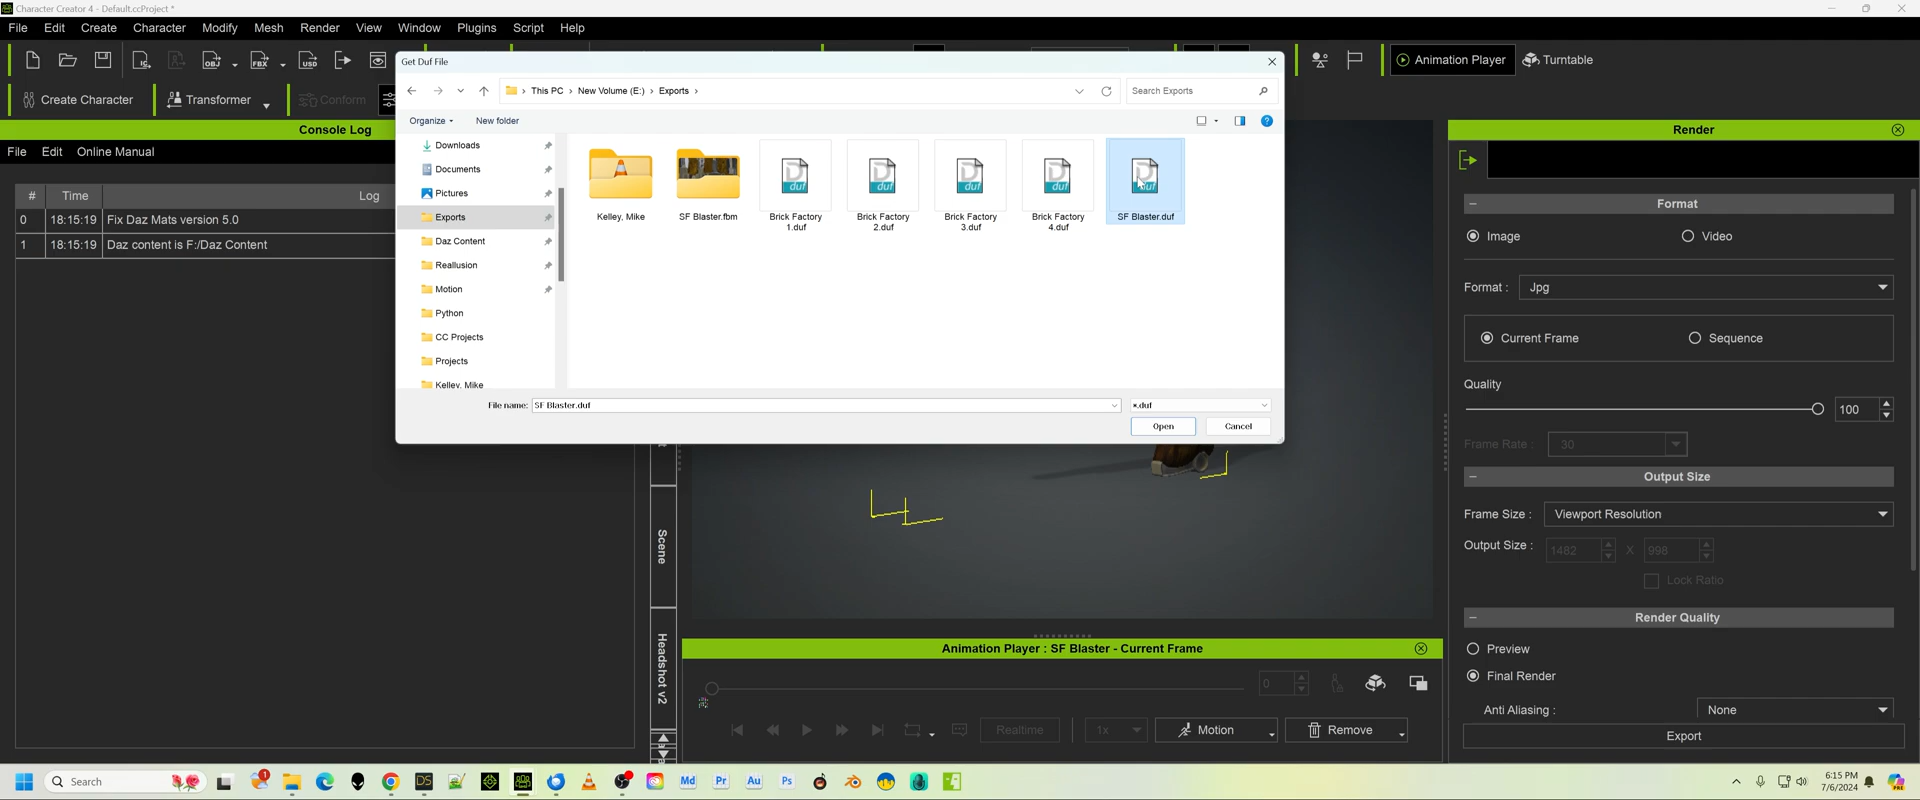 Character Creator 4 - Default.ccProject *
File Edit Create Character Modify Mesh Render View Window Plugins Script Help
OBJ FBX USD
Animation Player Turntable
Create Character Transformer Conform
Get Duf File
This PC > New Volume (E:) > Exports >
Search Exports
Organize New folder
Downloads
Documents
Pictures
Exports
Daz Content
Reallusion
Motion
Python
CC Projects
Projects
Kelley, Mike
Kelley, Mike
SF Blaster.fbm
Brick Factory 1.duf
Brick Factory 2.duf
Brick Factory 3.duf
Brick Factory 4.duf
SF Blaster.duf
File name: SF Blaster.duf
*.duf
Open Cancel
Console Log
File Edit Online Manual
# Time Log
0 18:15:19 Fix Daz Mats version 5.0
1 18:15:19 Daz content is F:/Daz Content
Scene
Headshot v2
Animation Player : SF Blaster - Current Frame
0
Realtime 1x Motion Remove
Render
Format
Image Video
Format : Jpg
Current Frame Sequence
Quality
100
Frame Rate : 30
Output Size
Frame Size : Viewport Resolution
Output Size : 1482 X 998
Lock Ratio
Render Quality
Preview
Final Render
Anti Aliasing : None
Export
Search
6:15 PM
7/6/2024